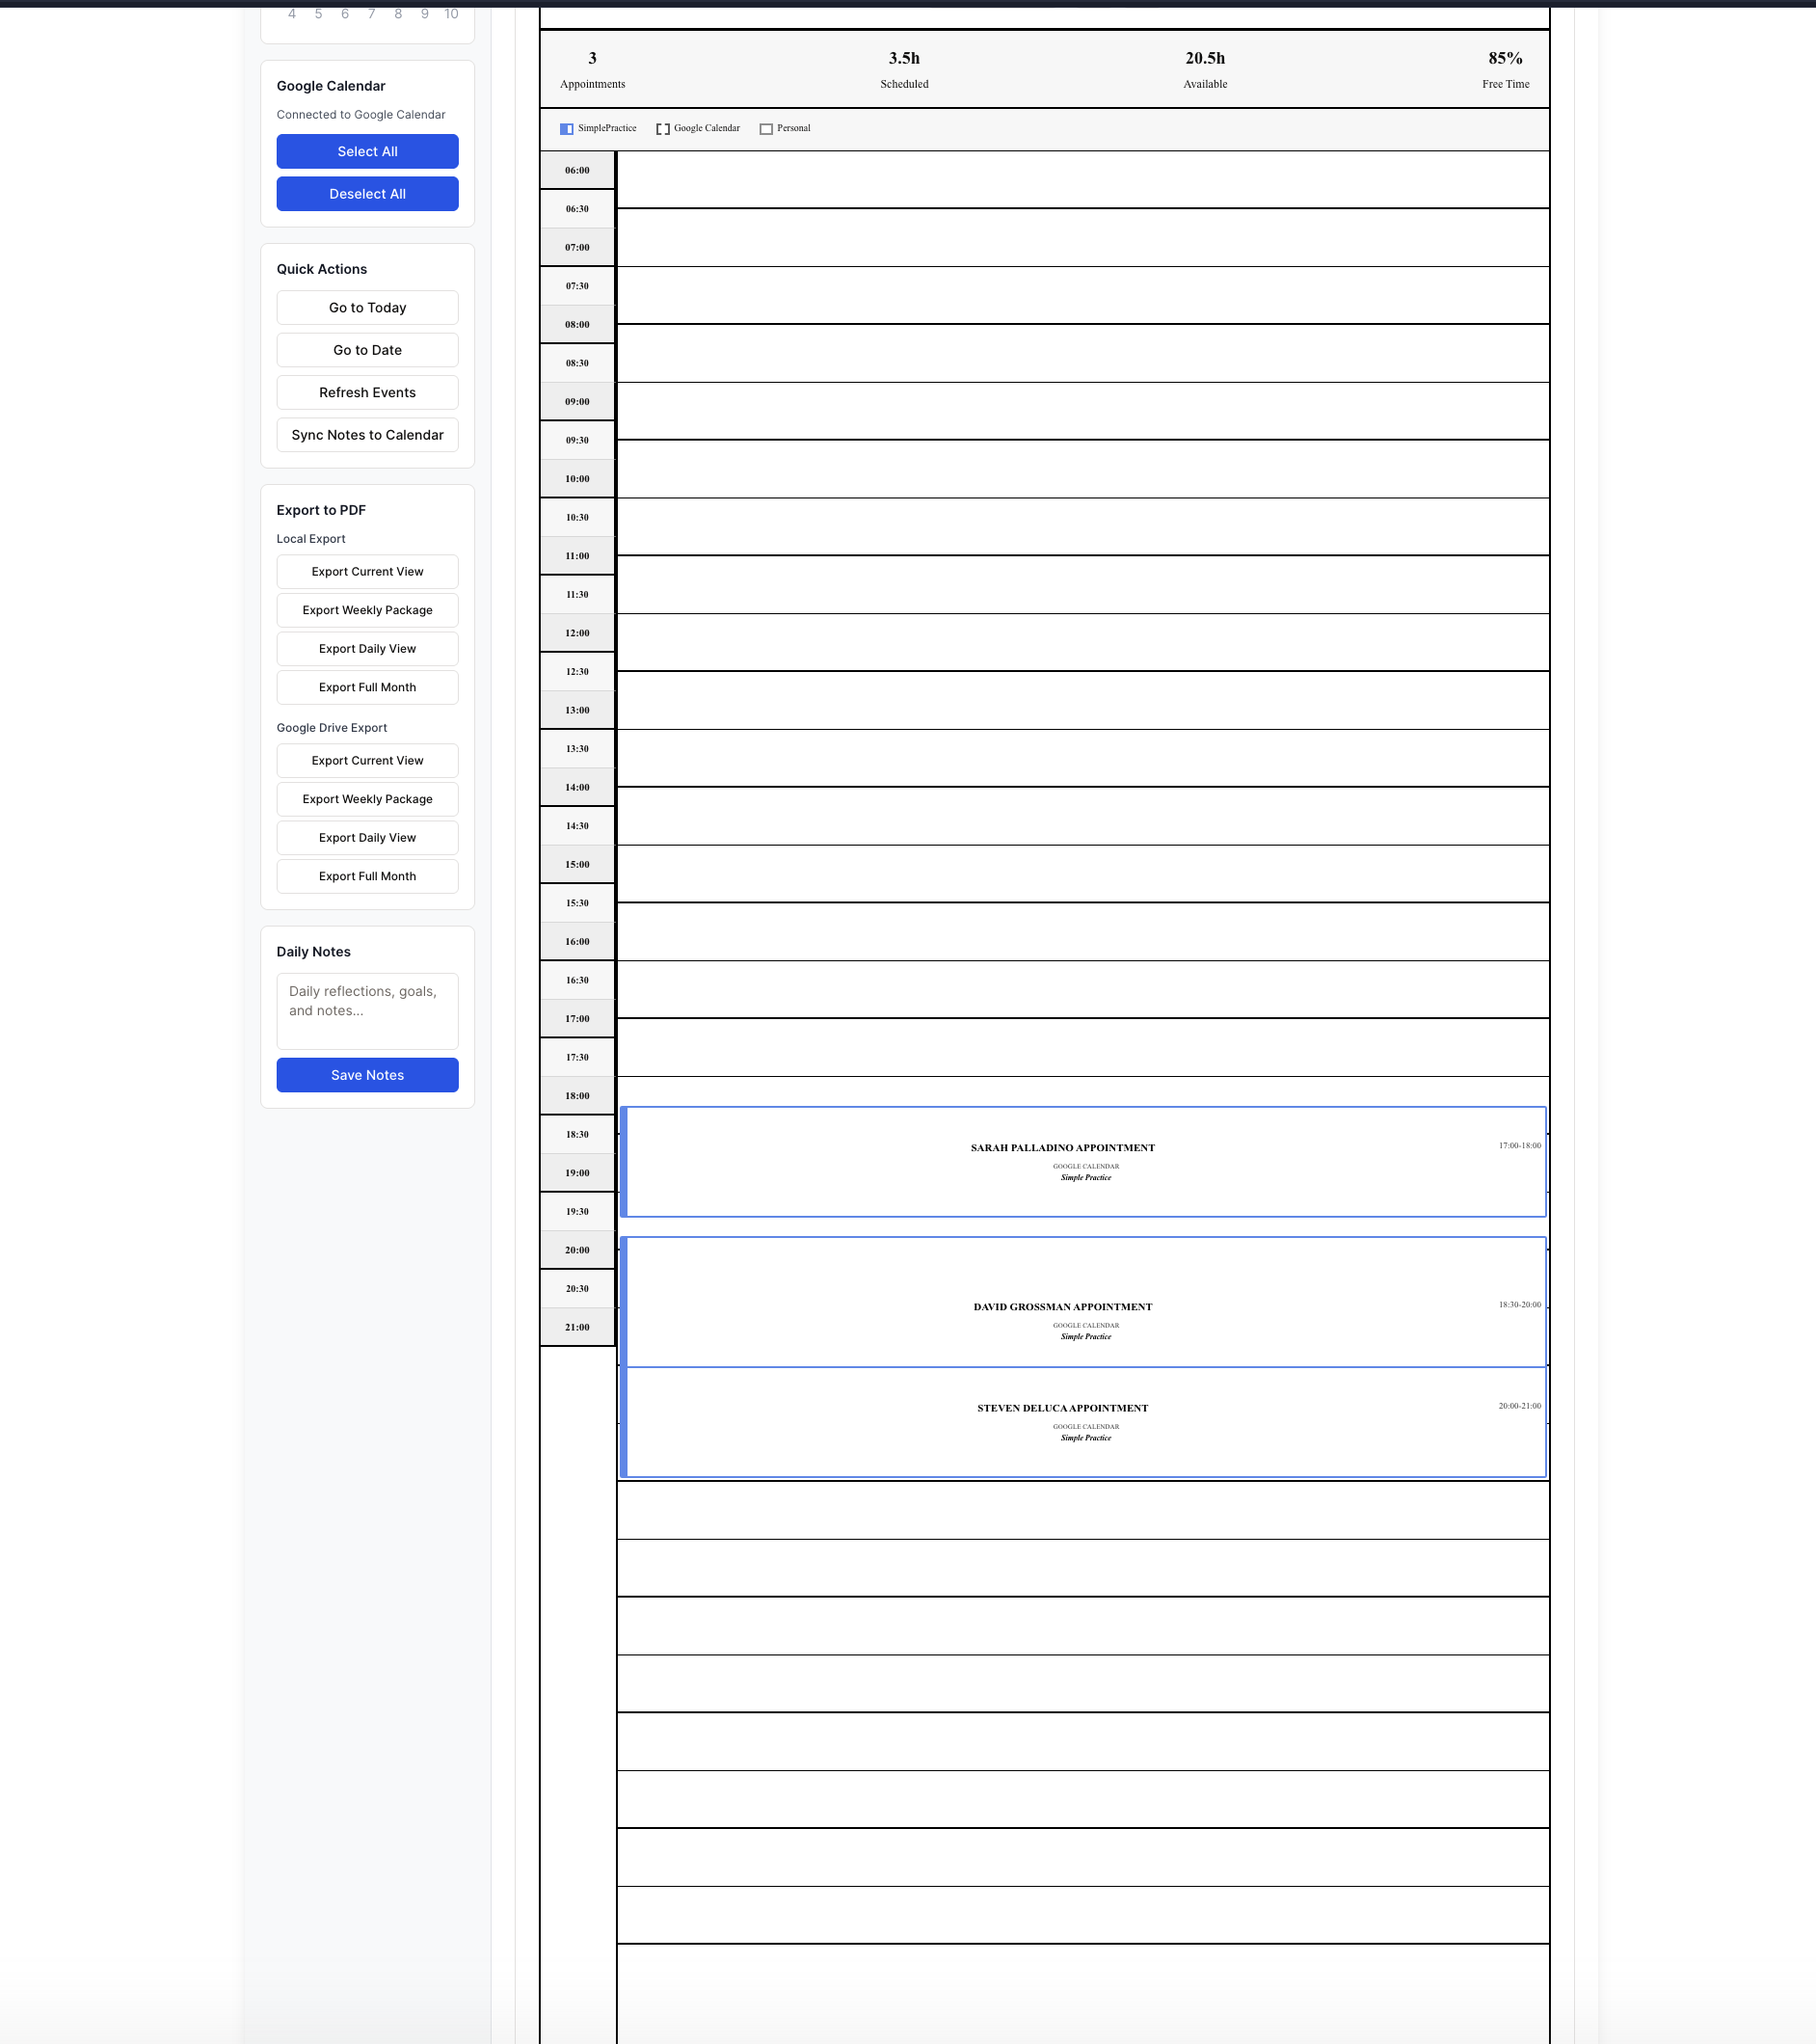 4 5 6 7 8 9 10
Google Calendar
Connected to Google Calendar
Select All
Deselect All
Quick Actions
Go to Today
Go to Date
Refresh Events
Sync Notes to Calendar
Export to PDF
Local Export
Export Current View
Export Weekly Package
Export Daily View
Export Full Month
Google Drive Export
Export Current View
Export Weekly Package
Export Daily View
Export Full Month
Daily Notes
Daily reflections, goals,
and notes...
Save Notes
3 3.5h 20.5h 85%
Appointments Scheduled Available Free Time
SimplePractice Google Calendar Personal
06:00
06:30
07:00
07:30
08:00
08:30
09:00
09:30
10:00
10:30
11:00
11:30
12:00
12:30
13:00
13:30
14:00
14:30
15:00
15:30
16:00
16:30
17:00
17:30
18:00
18:30
19:00
19:30
20:00
20:30
21:00
SARAH PALLADINO APPOINTMENT 17:00-18:00
GOOGLE CALENDAR
Simple Practice
DAVID GROSSMAN APPOINTMENT 18:30-20:00
GOOGLE CALENDAR
Simple Practice
STEVEN DELUCA APPOINTMENT 20:00-21:00
GOOGLE CALENDAR
Simple Practice